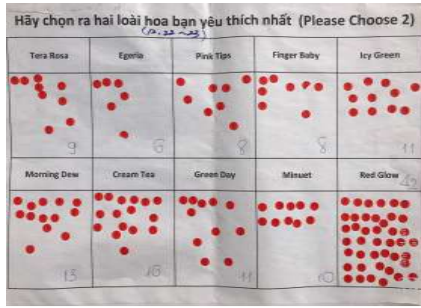 Hãy chọn ra hai loài hoa bạn yêu thích nhất (Please Choose 2)
Tera Rosa Egeria Pink Tips Finger Baby Icy Green
9 6 8 8 11
Morning Dew Cream Tea Green Day Minuet Red Glow
42
15 16 11 10